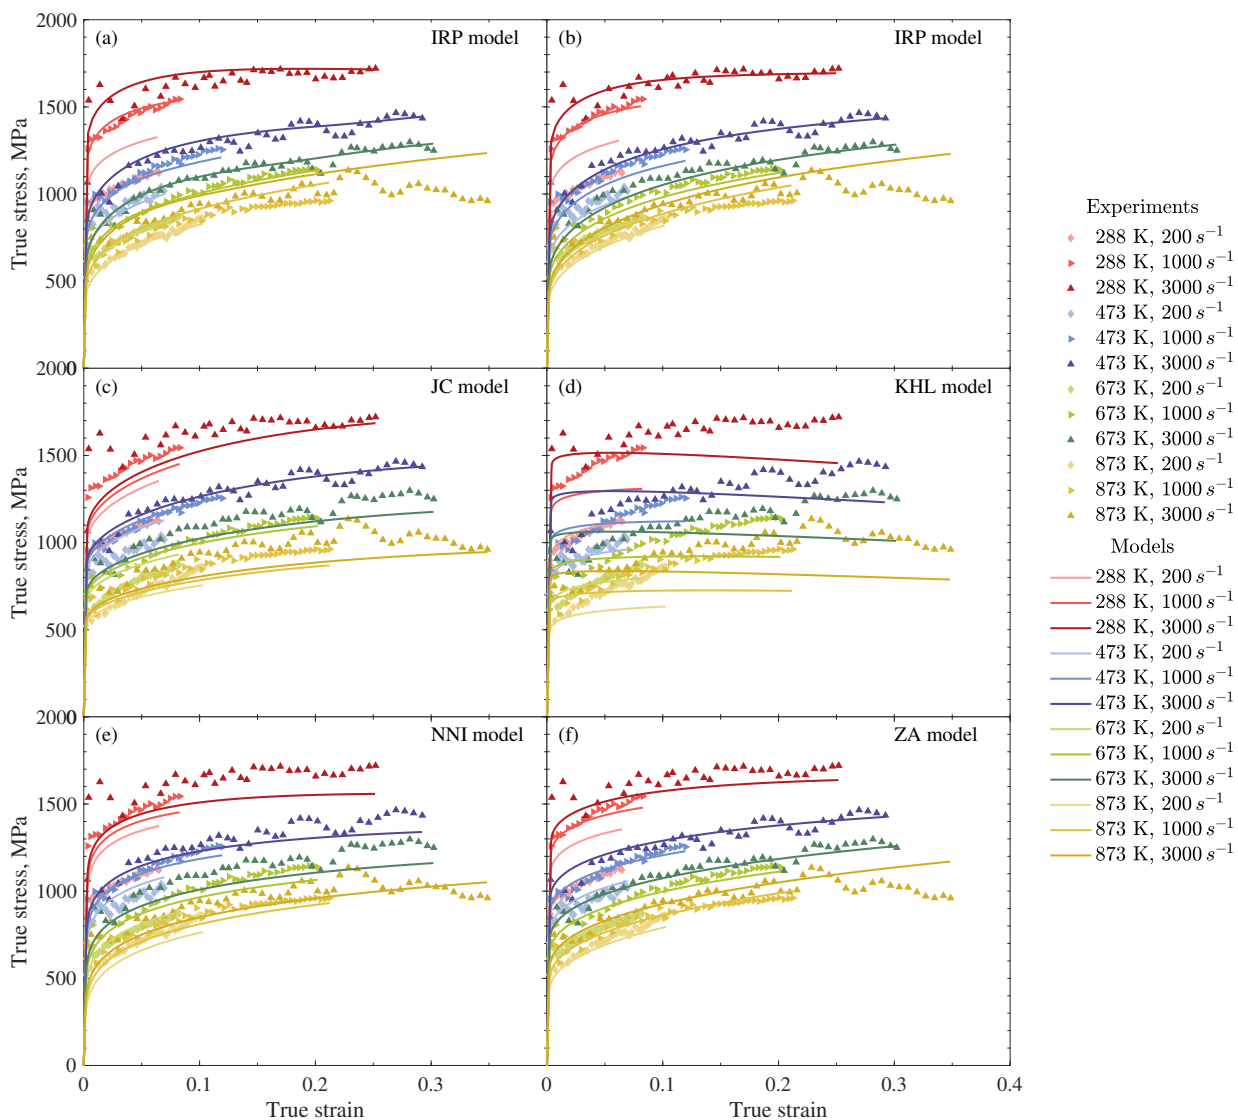 2000
(a)
IRP model
(b)
IRP model
1500
1000
500
0
True stress, MPa
2000
(c)
JC model
(d)
KHL model
1500
1000
500
0
True stress, MPa
2000
(e)
NNI model
(f)
ZA model
1500
1000
500
0
True stress, MPa
0
0.1
0.2
0.3
0
0.1
0.2
0.3
0.4
True strain
True strain
Experiments
288 K, 200 s⁻¹
288 K, 1000 s⁻¹
288 K, 3000 s⁻¹
473 K, 200 s⁻¹
473 K, 1000 s⁻¹
473 K, 3000 s⁻¹
673 K, 200 s⁻¹
673 K, 1000 s⁻¹
673 K, 3000 s⁻¹
873 K, 200 s⁻¹
873 K, 1000 s⁻¹
873 K, 3000 s⁻¹
Models
288 K, 200 s⁻¹
288 K, 1000 s⁻¹
288 K, 3000 s⁻¹
473 K, 200 s⁻¹
473 K, 1000 s⁻¹
473 K, 3000 s⁻¹
673 K, 200 s⁻¹
673 K, 1000 s⁻¹
673 K, 3000 s⁻¹
873 K, 200 s⁻¹
873 K, 1000 s⁻¹
873 K, 3000 s⁻¹